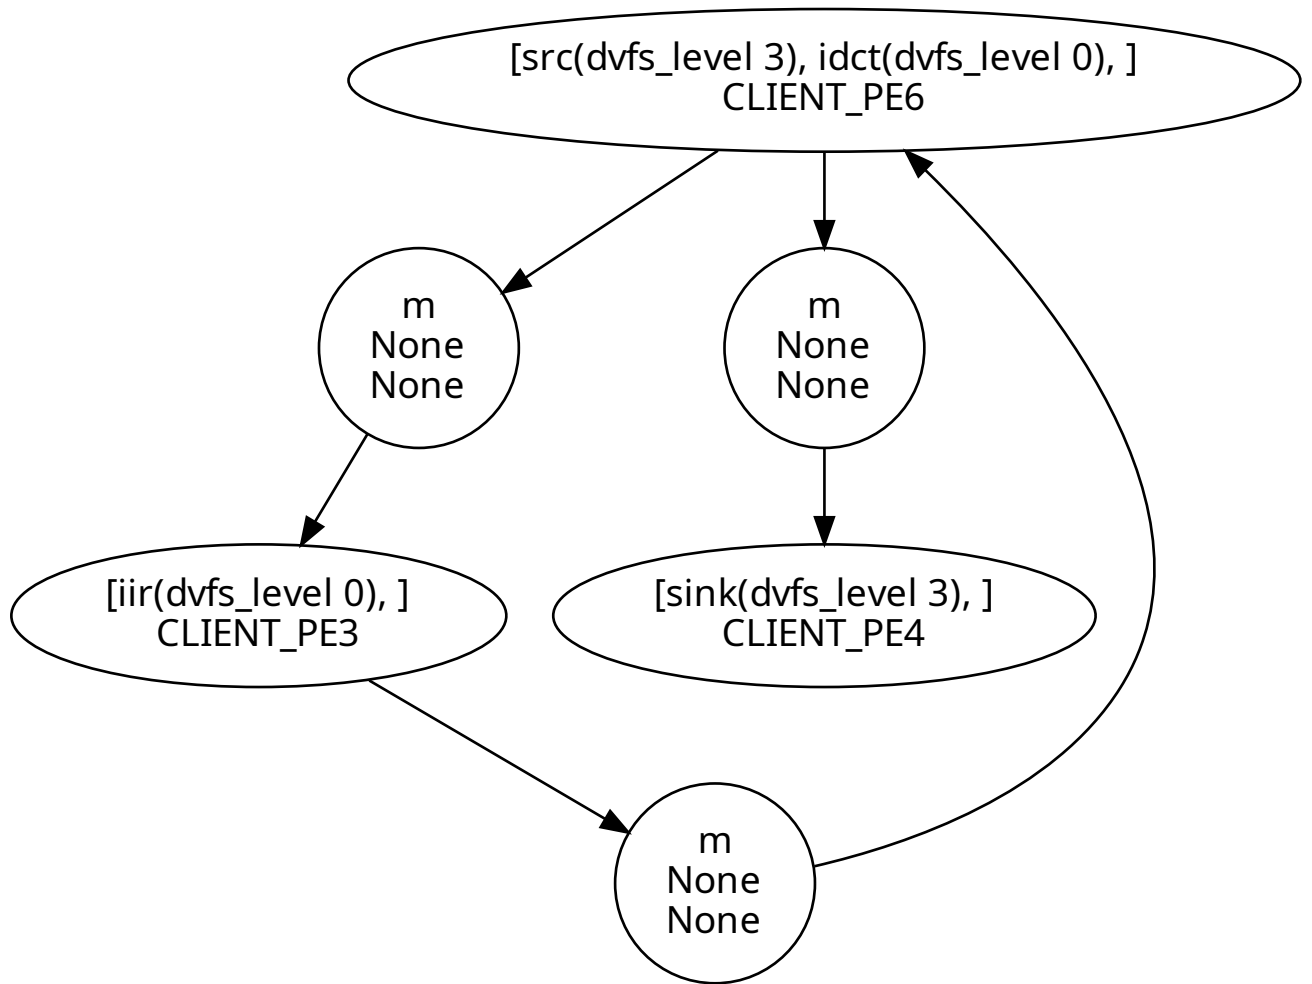 [src(dvfs_level 3), idct(dvfs_level 0), ]
CLIENT_PE6
m
None
None
m
None
None
[iir(dvfs_level 0), ]
CLIENT_PE3
[sink(dvfs_level 3), ]
CLIENT_PE4
m
None
None